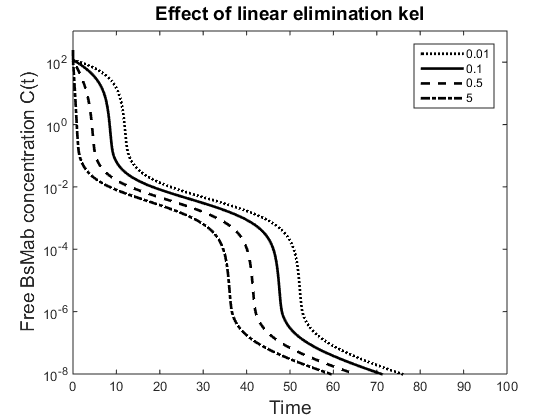 Effect of linear elimination kel
Free BsMab concentration C(t)
10^2
10^0
10^-2
10^-4
10^-6
10^-8
0 10 20 30 40 50 60 70 80 90 100
Time
0.01
0.1
0.5
5